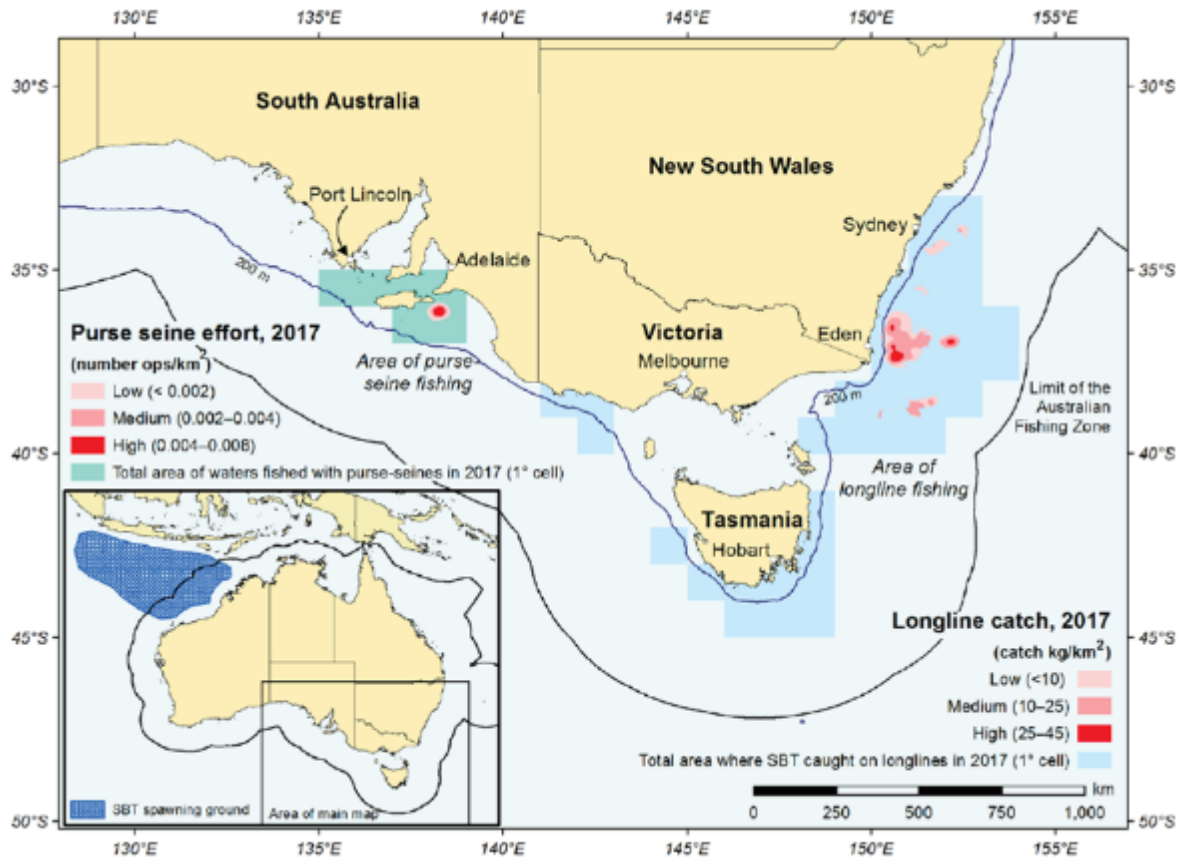 130°E 135°E 140°E 145°E 150°E 155°E
30°S 30°S
South Australia
New South Wales
Port Lincoln
Sydney
200 m
Adelaide
35°S 35°S
Purse seine effort, 2017
(number ops/km²)
Low (< 0.002)
Medium (0.002–0.004)
High (0.004–0.008)
Total area of waters fished with purse-seines in 2017 (1° cell)
Area of purse-
seine fishing
Victoria
Melbourne
Eden
200 m
Limit of the
Australian
Fishing Zone
40°S 40°S
Area of
longline fishing
Tasmania
Hobart
45°S 45°S
Longline catch, 2017
(catch kg/km²)
Low (<10)
Medium (10–25)
High (25–45)
Total area where SBT caught on longlines in 2017 (1° cell)
km
0 250 500 750 1,000
SBT spawning ground
Area of main map
50°S 50°S
130°E 135°E 140°E 145°E 150°E 155°E